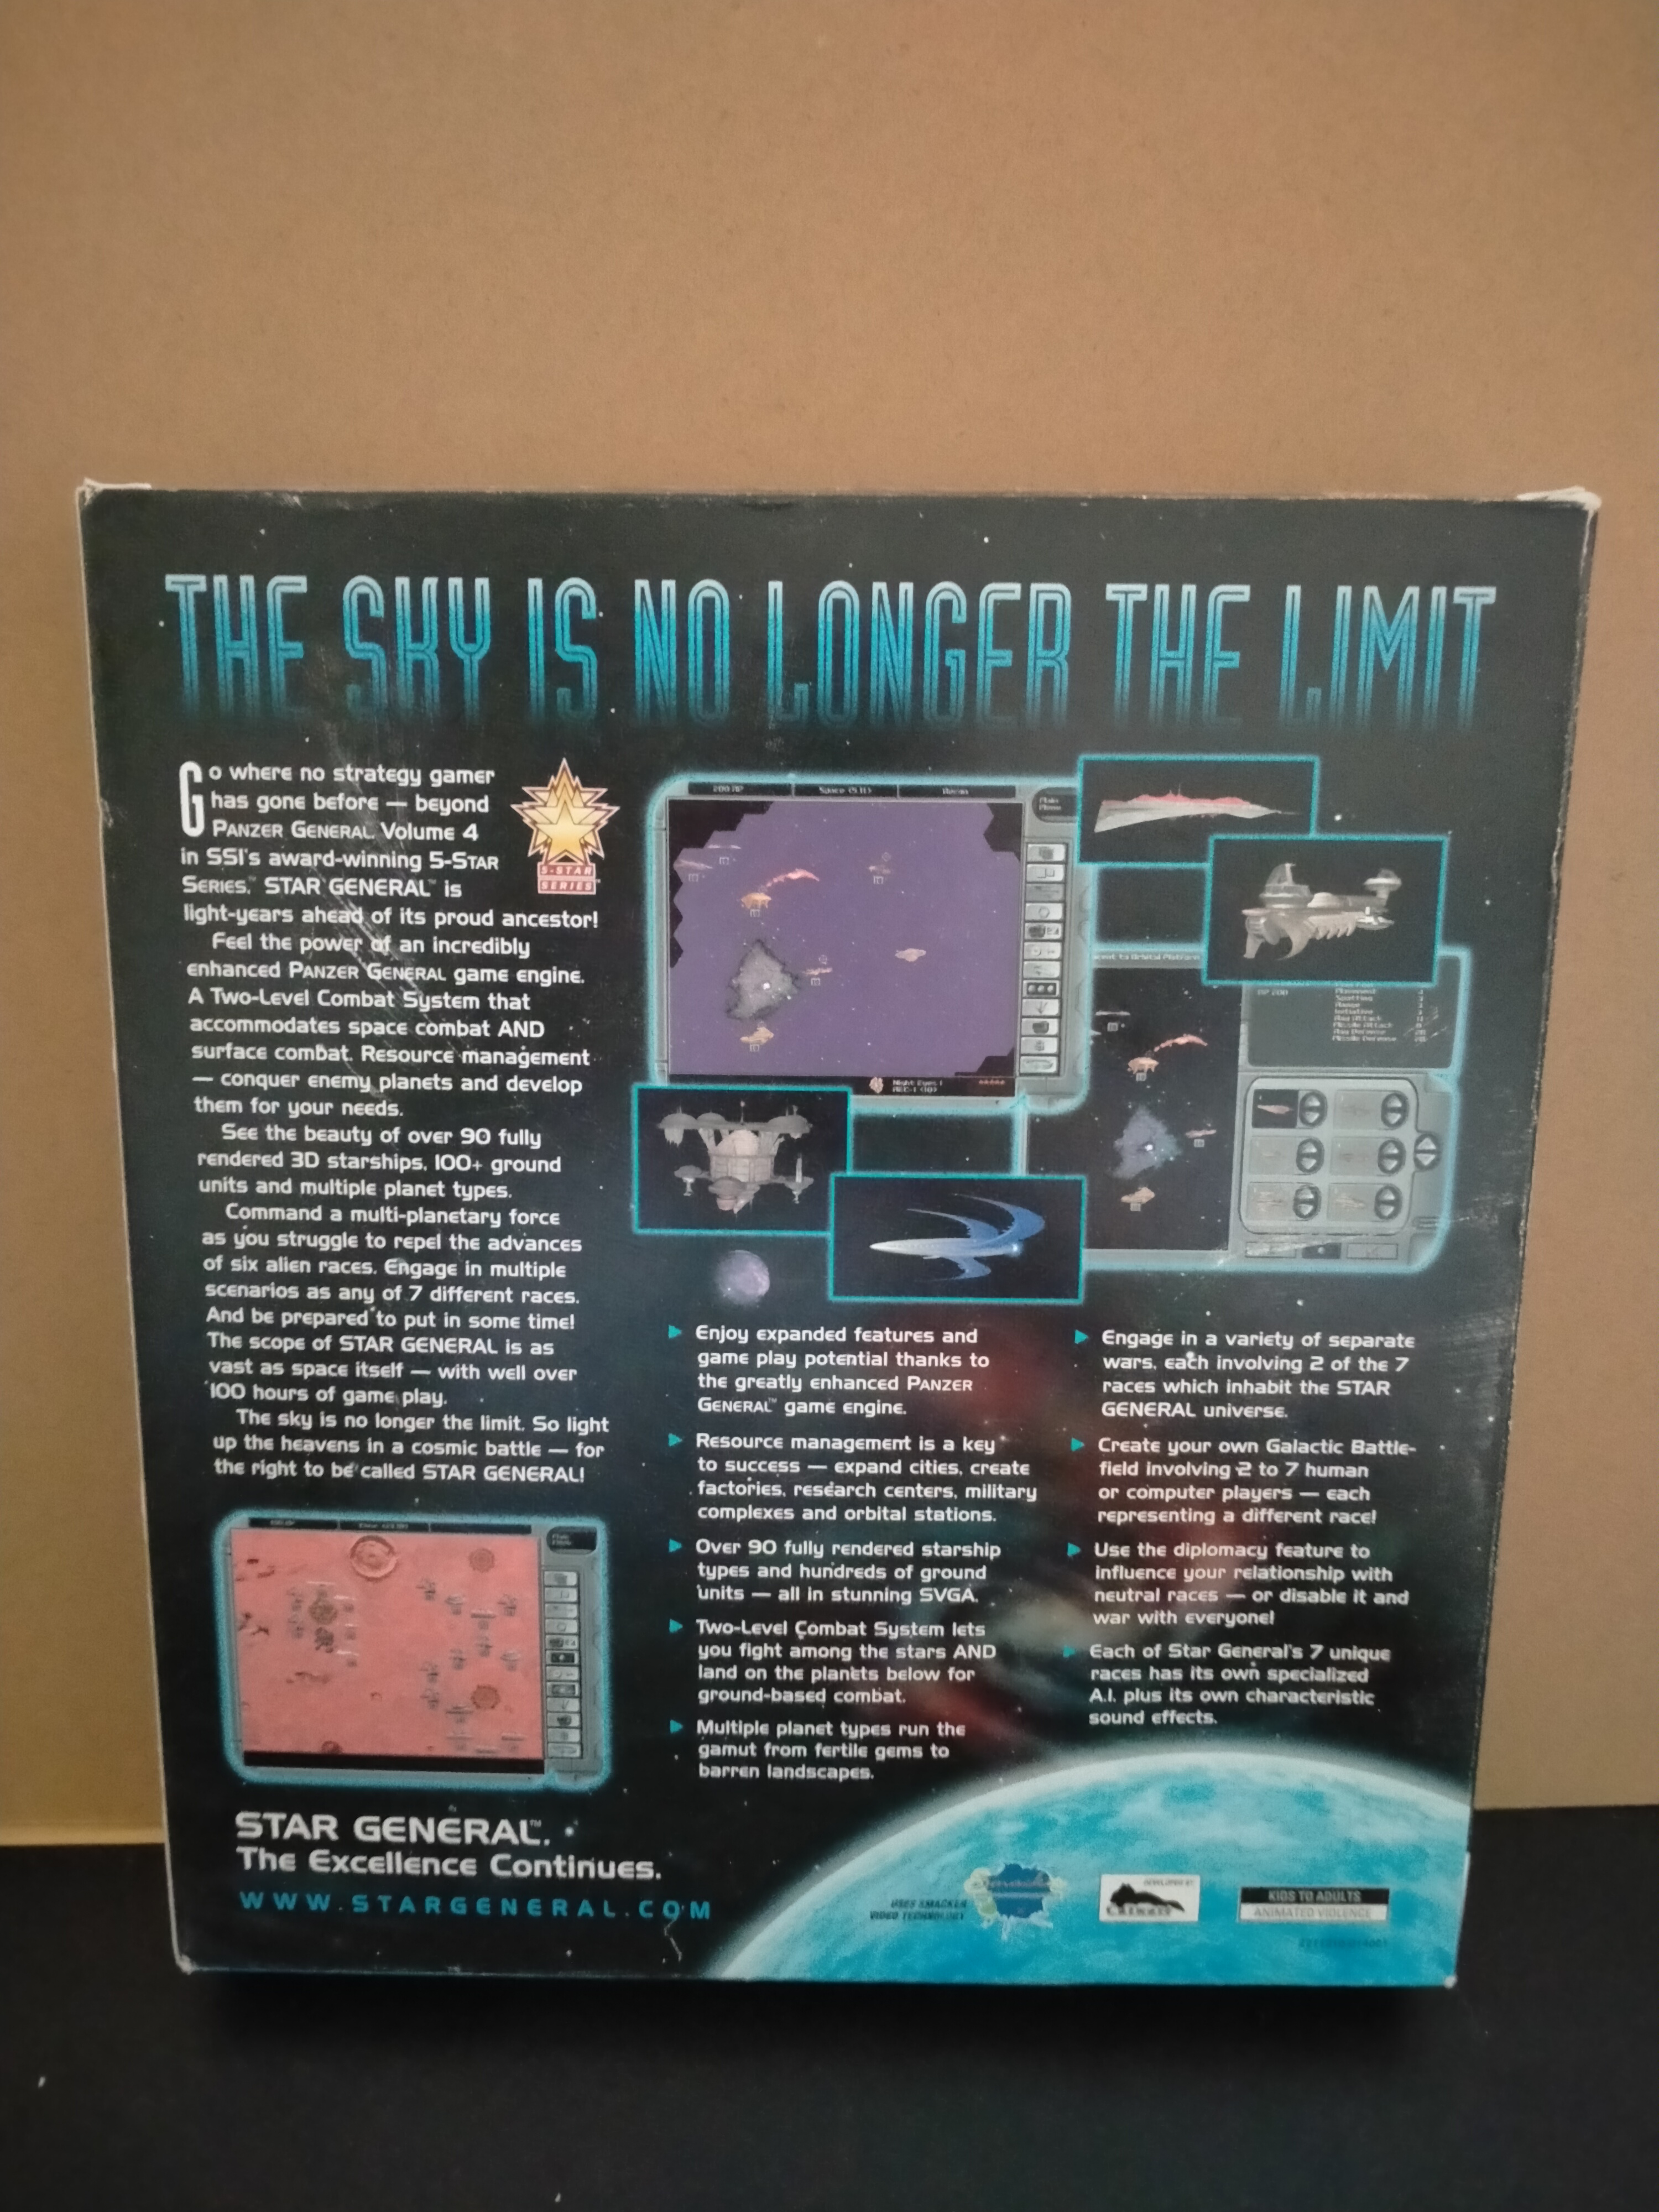 THE SKY IS NO LONGER THE LIMIT
Go where no strategy gamer
has gone before — beyond
PANZER GENERAL. Volume 4
in SSI's award-winning 5-STAR
SERIES,™ STAR GENERAL™ is
light-years ahead of its proud ancestor!
5-STAR
SERIES™
Feel the power of an incredibly
enhanced PANZER GENERAL game engine.
A Two-Level Combat System that
accommodates space combat AND
surface combat. Resource management
— conquer enemy planets and develop
them for your needs.
See the beauty of over 90 fully
rendered 3D starships, 100+ ground
units and multiple planet types.
Command a multi-planetary force
as you struggle to repel the advances
of six alien races. Engage in multiple
scenarios as any of 7 different races.
And be prepared to put in some time!
The scope of STAR GENERAL is as
vast as space itself — with well over
100 hours of game play.
The sky is no longer the limit. So light
up the heavens in a cosmic battle — for
the right to be called STAR GENERAL!
Enjoy expanded features and
game play potential thanks to
the greatly enhanced PANZER
GENERAL™ game engine.
Resource management is a key
to success — expand cities, create
factories, research centers, military
complexes and orbital stations.
Over 90 fully rendered starship
types and hundreds of ground
units — all in stunning SVGA.
Two-Level Combat System lets
you fight among the stars AND
land on the planets below for
ground-based combat.
Multiple planet types run the
gamut from fertile gems to
barren landscapes.
Engage in a variety of separate
wars, each involving 2 of the 7
races which inhabit the STAR
GENERAL universe.
Create your own Galactic Battle-
field involving 2 to 7 human
or computer players — each
representing a different race!
Use the diplomacy feature to
influence your relationship with
neutral races — or disable it and
war with everyone!
Each of Star General's 7 unique
races has its own specialized
A.I. plus its own characteristic
sound effects.
STAR GENERAL™.
The Excellence Continues.
WWW.STARGENERAL.COM
USES SMACKER
VIDEO TECHNOLOGY
DEVELOPED BY
KIDS TO ADULTS
ANIMATED VIOLENCE